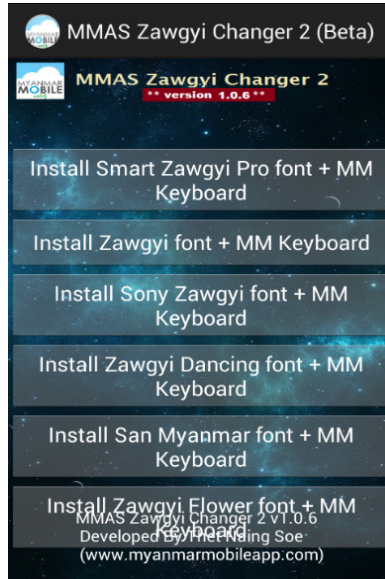 MMAS Zawgyi Changer 2 (Beta)
MYANMAR
MOBILE
MMAS Zawgyi Changer 2
** version 1.0.6 **
Install Smart Zawgyi Pro font + MM
Keyboard
Install Zawgyi font + MM Keyboard
Install Sony Zawgyi font + MM
Keyboard
Install Zawgyi Dancing font + MM
Keyboard
Install San Myanmar font + MM
Keyboard
Install Zawgyi Flower font + MM
Keyboard
MMAS Zawgyi Changer 2 v1.0.6
Developed By Htet Naing Soe
(www.myanmarmobileapp.com)